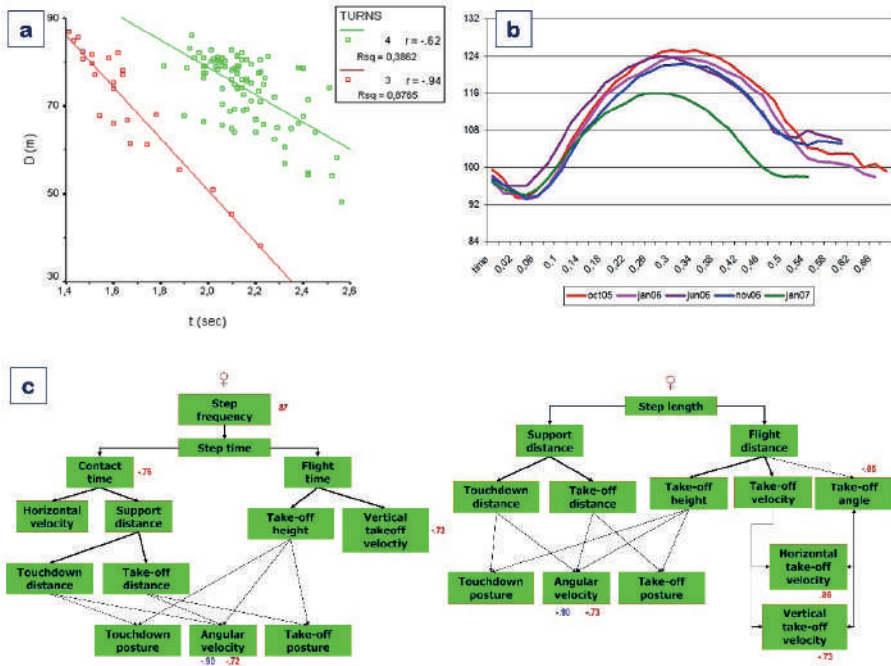 a
TURNS
4 r = -.62
Rsq = 0,3862
3 r = -.94
Rsq = 0,8765
D (m)
90
70
50
30
1,4 1,6 1,8 2,0 2,2 2,4 2,6
t (sec)
b
132
124
116
108
100
92
84
time 0,02 0,06 0,1 0,14 0,18 0,22 0,26 0,3 0,34 0,38 0,42 0,46 0,5 0,54 0,58 0,62 0,66
oct05 jan06 jun06 nov06 jan07
c
♀
Step
frequency
.87
Step time
Contact
time
-.76
Flight
time
Horizontal
velocity
Support
distance
Take-off
height
Vertical
takeoff
veloctiy
-.73
Touchdown
distance
Take-off
distance
Touchdown
posture
Angular
velocity
Take-off
posture
-.90 -.72
♀
Step length
Support
distance
Flight
distance
-.86
Touchdown
distance
Take-off
distance
Take-off
height
Take-off
velocity
Take-off
angle
Touchdown
posture
Angular
velocity
Take-off
posture
-.90 -.73
Horizontal
take-off
velocity
.86
Vertical
take-off
velocity
-.73